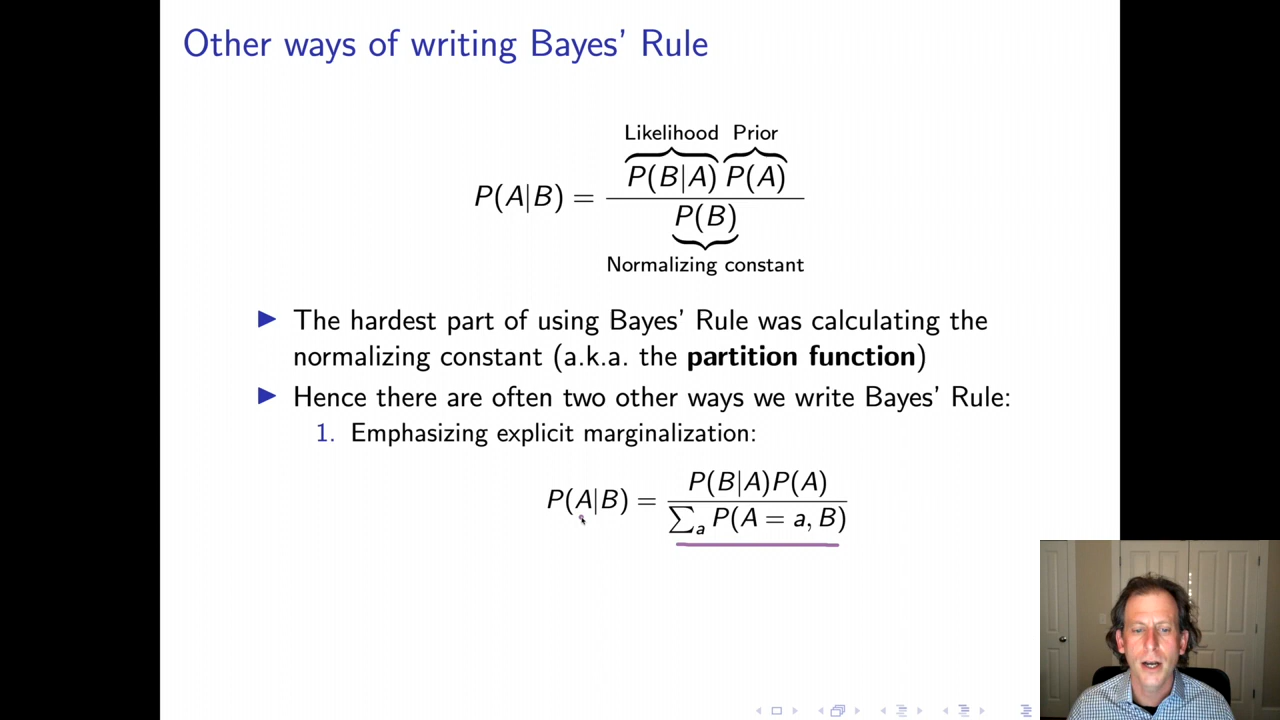 Other ways of writing Bayes' Rule
Likelihood Prior
P(A|B) = P(B|A) P(A) / P(B)
Normalizing constant
▶ The hardest part of using Bayes' Rule was calculating the
normalizing constant (a.k.a. the partition function)
▶ Hence there are often two other ways we write Bayes' Rule:
1. Emphasizing explicit marginalization:
P(A|B) = P(B|A)P(A) / ∑ₐ P(A = a, B)